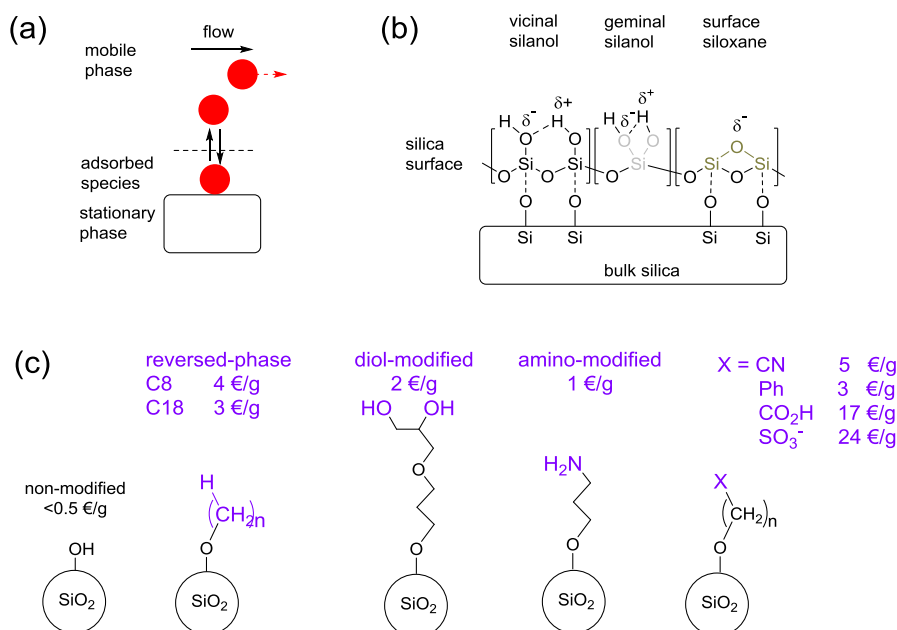 (a)
flow
mobile
phase
adsorbed
species
stationary
phase
(b)
vicinal
silanol
geminal
silanol
surface
siloxane
silica
surface
H
δ-
O
δ+
H
O
Si
Si
O
O
H
δ-
δ+
H
O
O
Si
O
δ-
O
Si
Si
O
O
O
O
O
O
Si
Si
Si
Si
bulk silica
(c)
non-modified
<0.5 €/g
OH
SiO2
reversed-phase
C8 4 €/g
C18 3 €/g
H
(CH2)n
O
SiO2
diol-modified
2 €/g
HO OH
O
O
SiO2
amino-modified
1 €/g
H2N
O
SiO2
X = CN 5 €/g
Ph 3 €/g
CO2H 17 €/g
SO3- 24 €/g
X
(CH2)n
O
SiO2